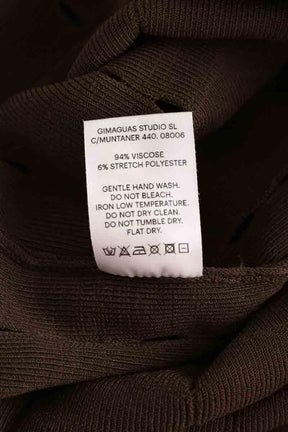 GIMAGUAS STUDIO SL
C/MUNTANER 440. 08006
94% VISCOSE
6% STRETCH POLYESTER
GENTLE HAND WASH.
DO NOT BLEACH.
IRON LOW TEMPERATURE.
DO NOT DRY CLEAN.
DO NOT TUMBLE DRY.
FLAT DRY.